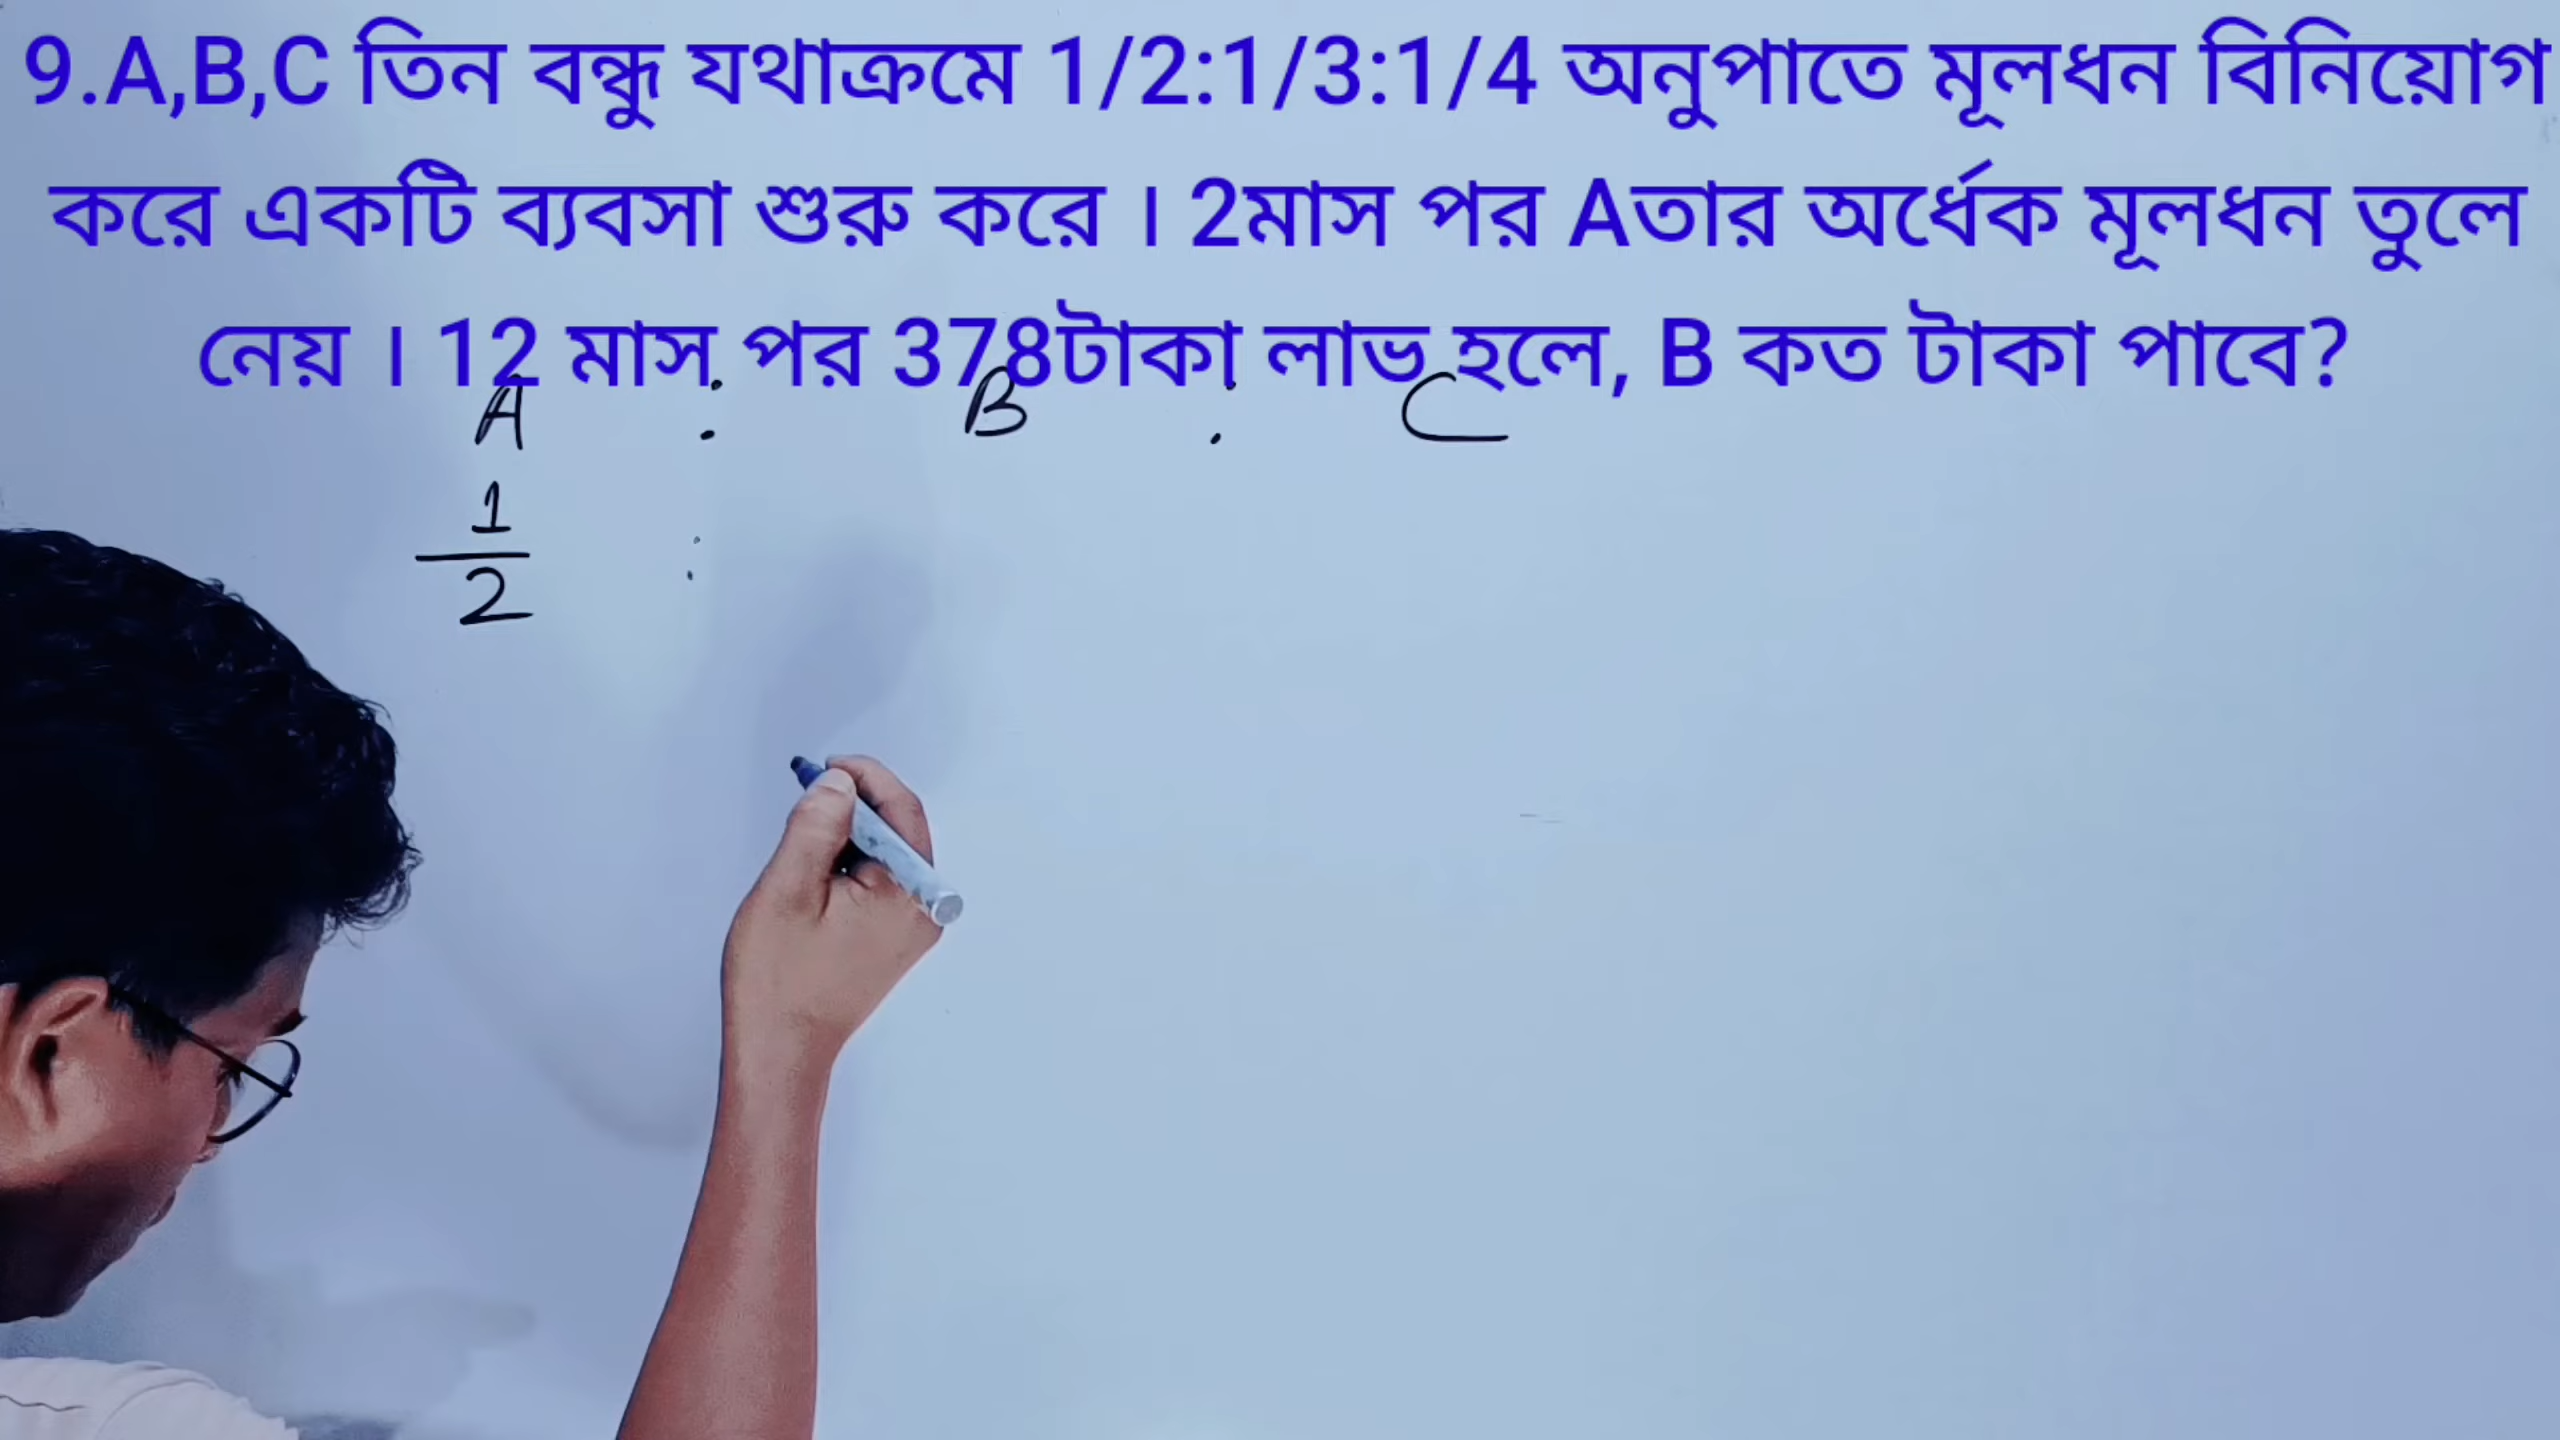 9.A,B,C তিন বন্ধু যথাক্রমে 1/2:1/3:1/4 অনুপাতে মূলধন বিনিয়োগ
করে একটি ব্যবসা শুরু করে । 2মাস পর Aতার অর্ধেক মূলধন তুলে
নেয় । 12 মাস পর 378টাকা লাভ হলে, B কত টাকা পাবে?
A : B : C
1
2 :